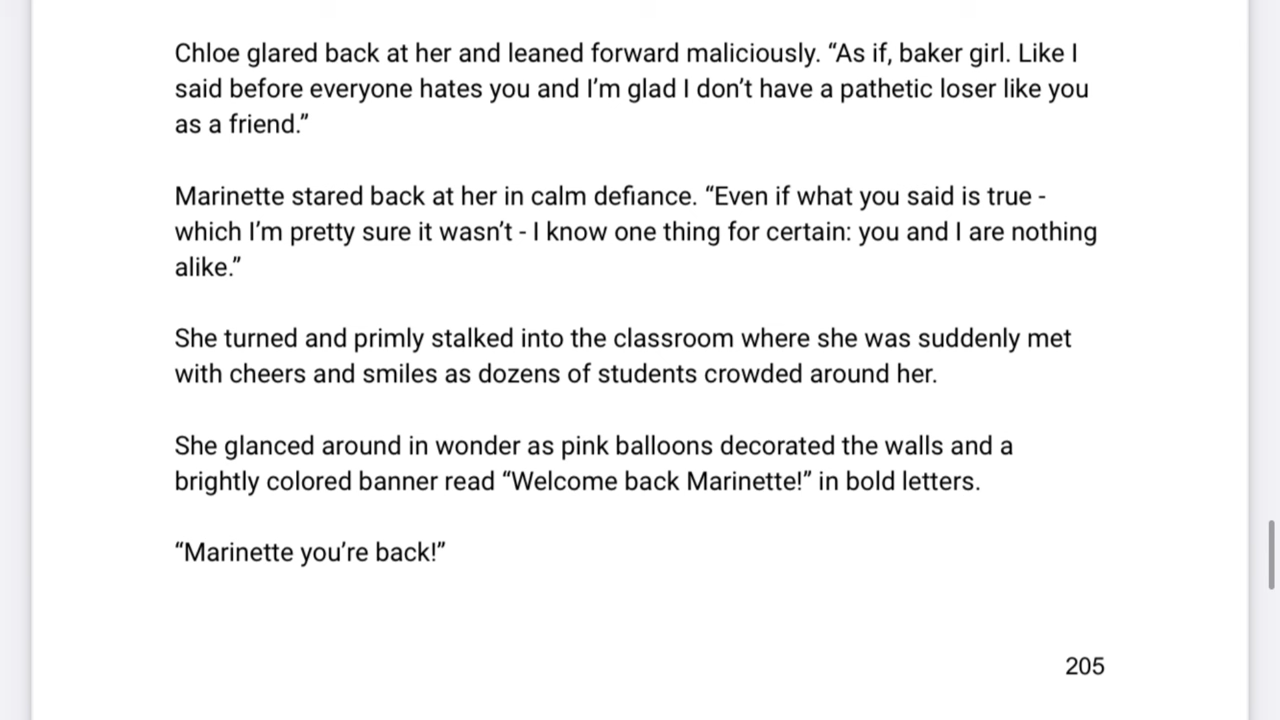 Chloe glared back at her and leaned forward maliciously. “As if, baker girl. Like I
said before everyone hates you and I’m glad I don’t have a pathetic loser like you
as a friend.”
Marinette stared back at her in calm defiance. “Even if what you said is true -
which I’m pretty sure it wasn’t - I know one thing for certain: you and I are nothing
alike.”
She turned and primly stalked into the classroom where she was suddenly met
with cheers and smiles as dozens of students crowded around her.
She glanced around in wonder as pink balloons decorated the walls and a
brightly colored banner read “Welcome back Marinette!” in bold letters.
“Marinette you’re back!”
205